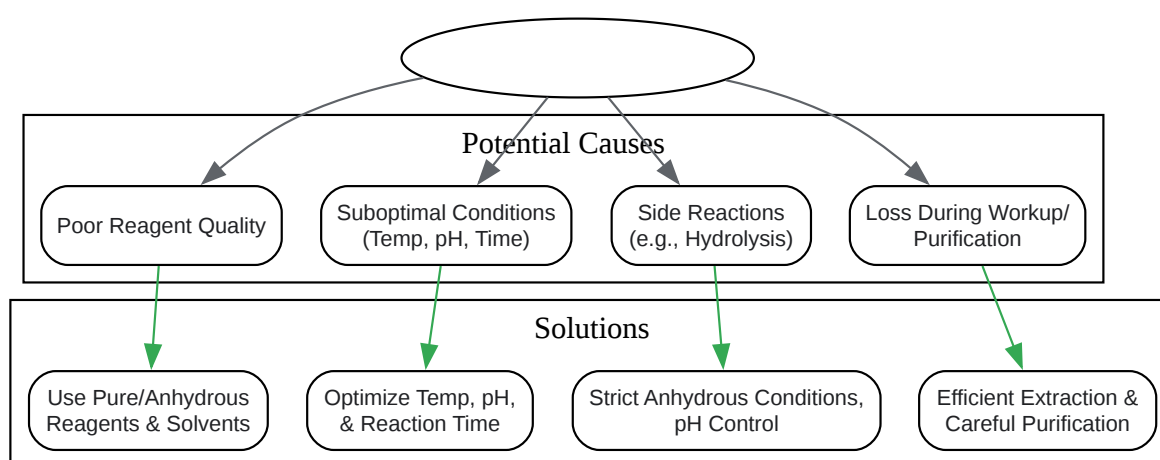 Potential Causes
Poor Reagent Quality
Suboptimal Conditions
(Temp, pH, Time)
Side Reactions
(e.g., Hydrolysis)
Loss During Workup/
Purification
Solutions
Use Pure/Anhydrous
Reagents & Solvents
Optimize Temp, pH,
& Reaction Time
Strict Anhydrous Conditions,
pH Control
Efficient Extraction &
Careful Purification